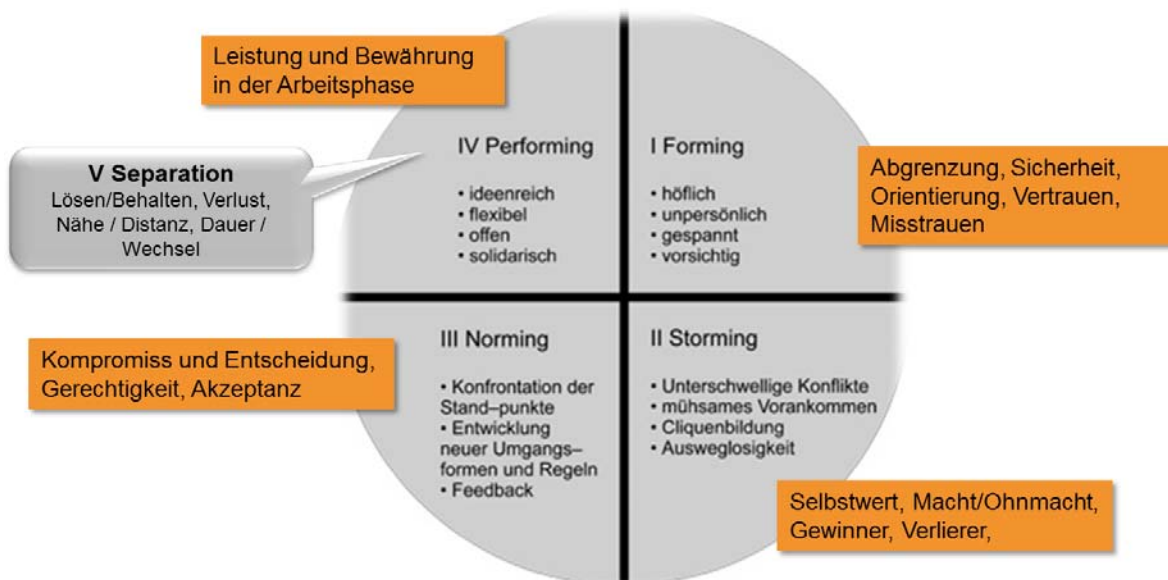 Leistung und Bewährung
in der Arbeitsphase
V Separation
Lösen/Behalten, Verlust,
Nähe / Distanz, Dauer /
Wechsel
IV Performing
• ideenreich
• flexibel
• offen
• solidarisch
I Forming
• höflich
• unpersönlich
• gespannt
• vorsichtig
Abgrenzung, Sicherheit,
Orientierung, Vertrauen,
Misstrauen
Kompromiss und Entscheidung,
Gerechtigkeit, Akzeptanz
III Norming
• Konfrontation der
Stand–punkte
• Entwicklung
neuer Umgangs–
formen und Regeln
• Feedback
II Storming
• Unterschwellige Konflikte
• mühsames Vorankommen
• Cliquenbildung
• Ausweglosigkeit
Selbstwert, Macht/Ohnmacht,
Gewinner, Verlierer,